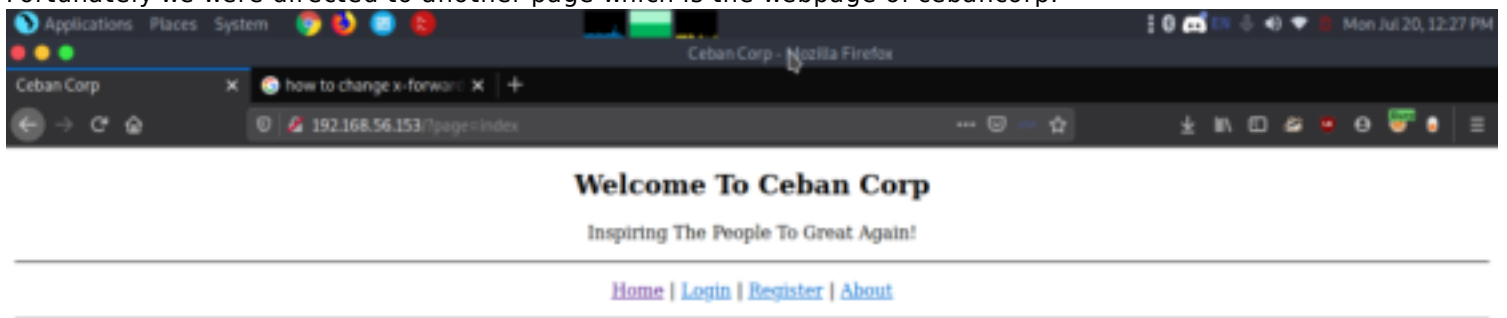 Fortunately we were directed to another page which is the webpage of cebancorp.
Applications Places System Mon Jul 20, 12:27 PM
Ceban Corp - Mozilla Firefox
Ceban Corp how to change x-forward
192.168.56.153/?page=index
Welcome To Ceban Corp
Inspiring The People To Great Again!
Home | Login | Register | About